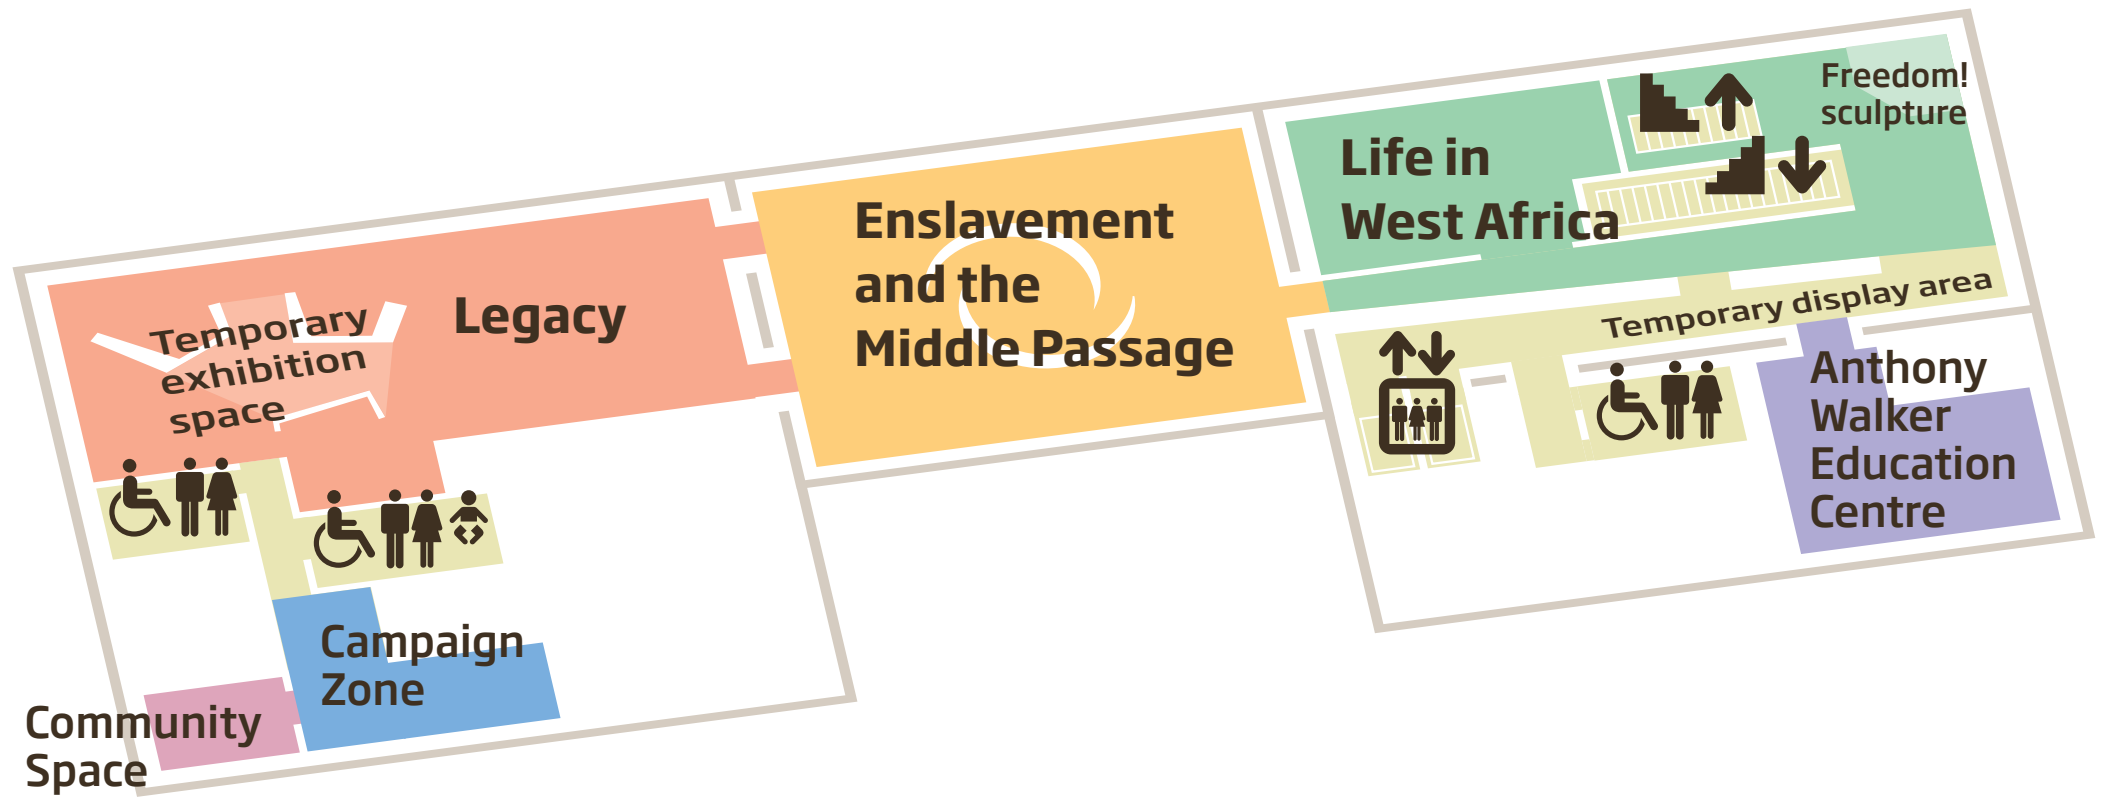 Freedom!
sculpture
Life in
West Africa
Enslavement
and the
Middle Passage
Legacy
Temporary
exhibition
space
Temporary display area
Anthony
Walker
Education
Centre
Campaign
Zone
Community
Space